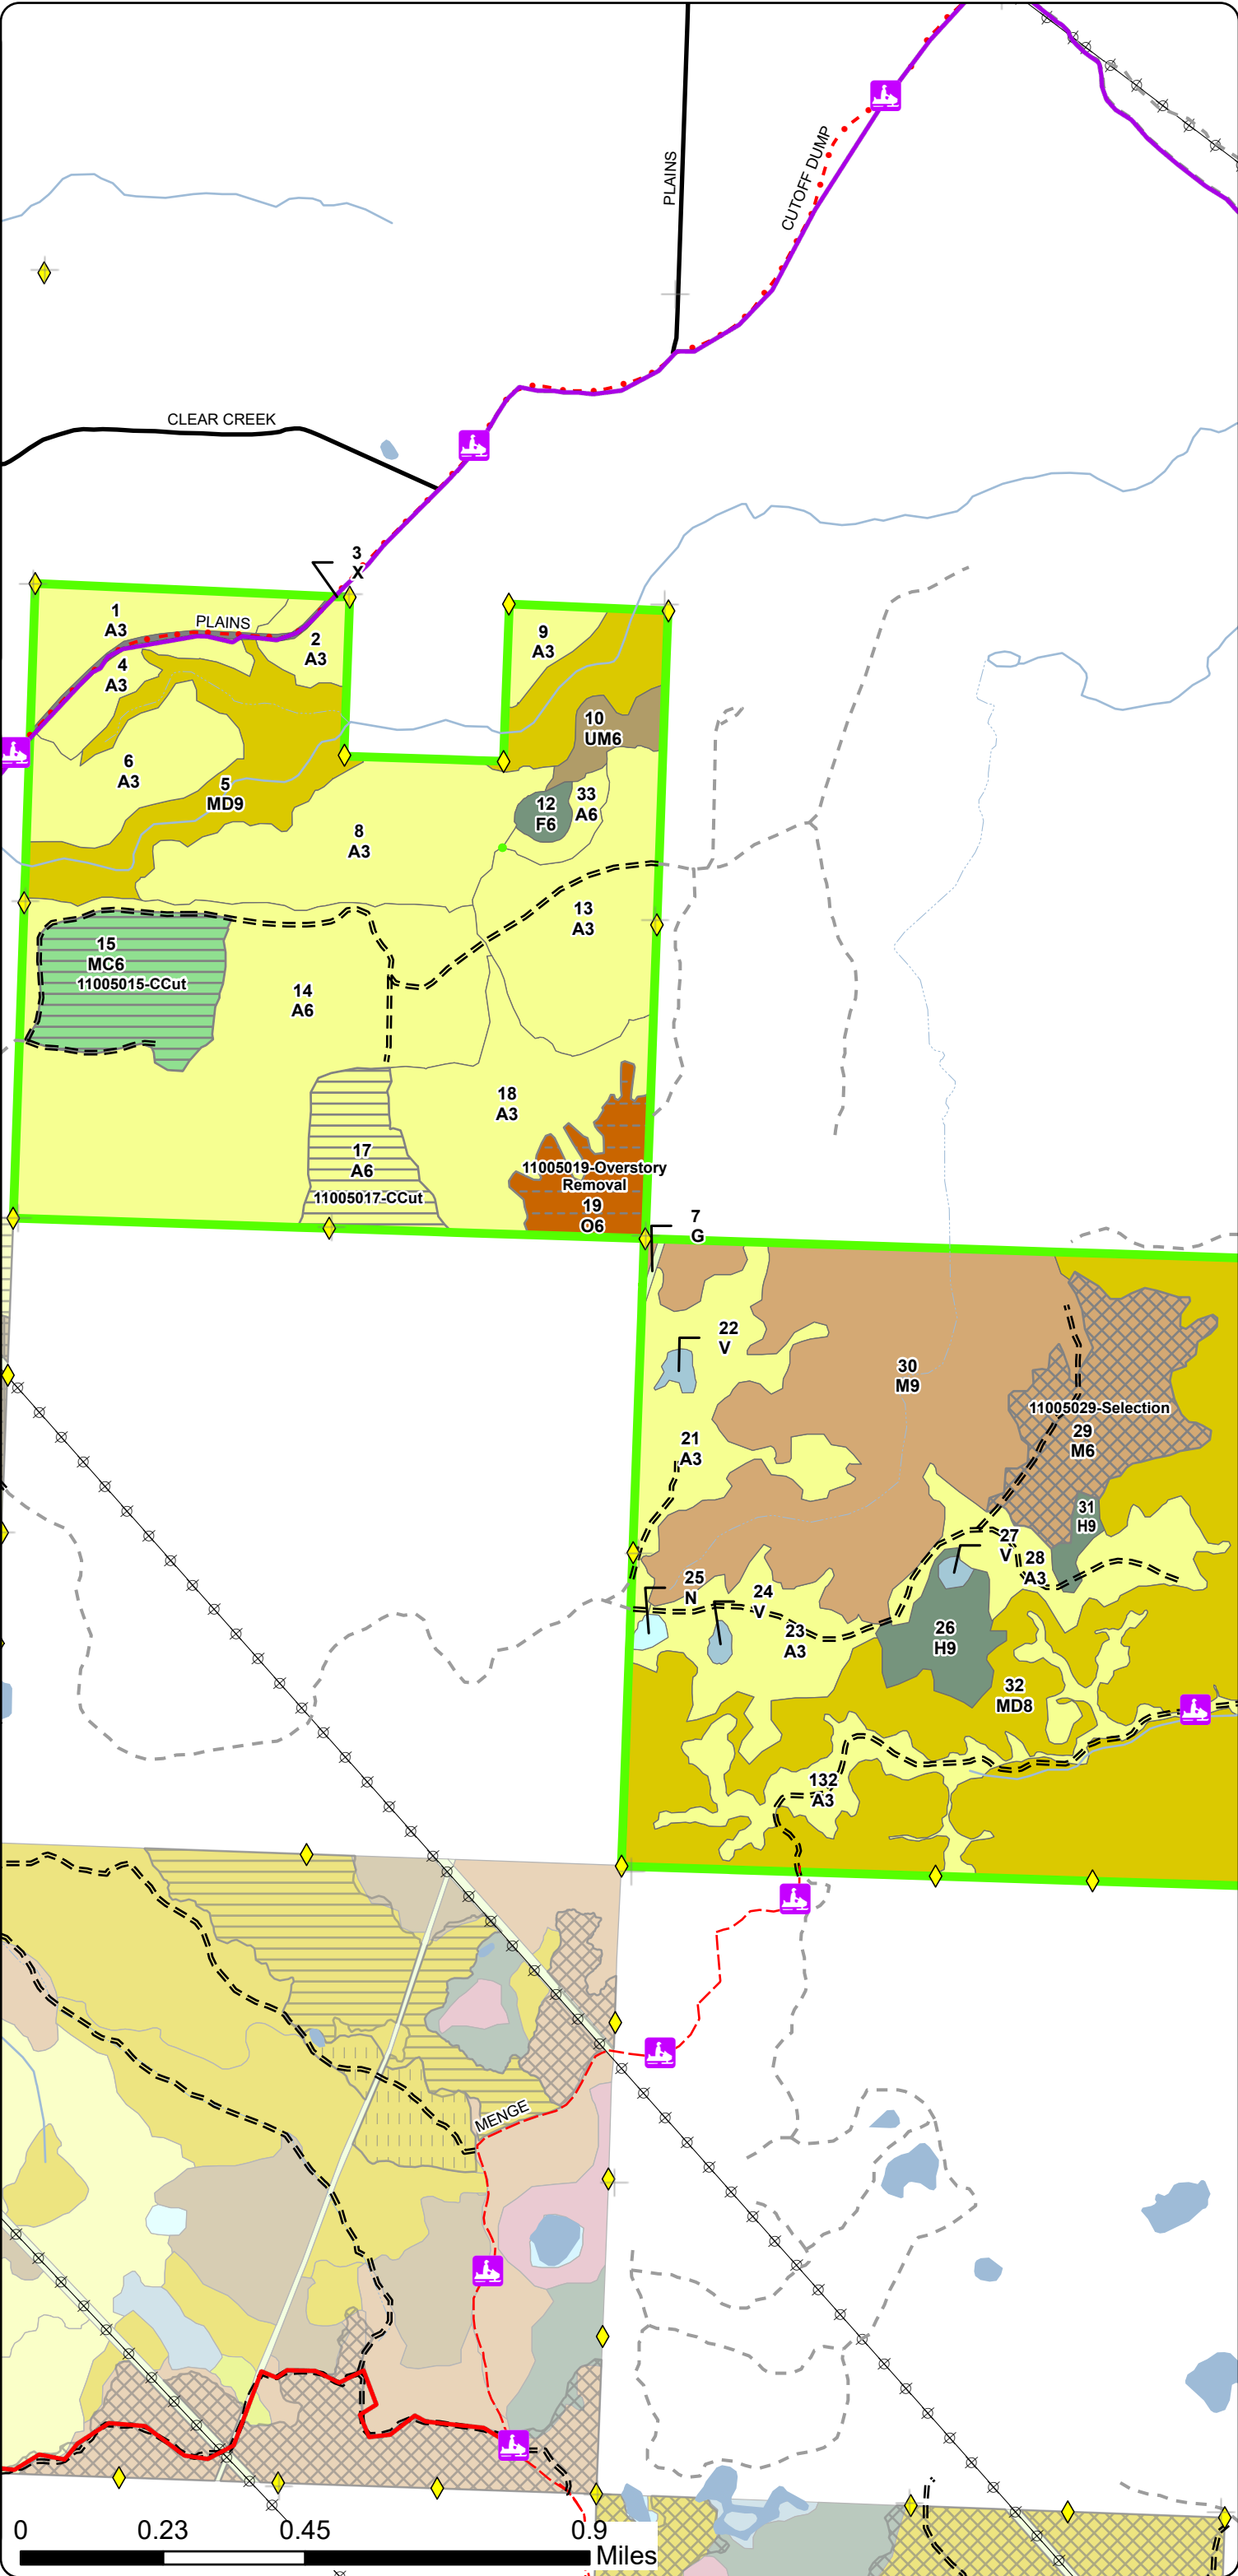 PLAINS
CUTOFF DUMP
CLEAR CREEK
3
X
1
A3
PLAINS
2
A3
9
A3
4
A3
10
UM6
6
A3
5
MD9
12
F6
33
A6
8
A3
13
A3
15
MC6
11005015-CCut
14
A6
18
A3
17
A6
11005017-CCut
11005019-Overstory
Removal
19
O6
7
G
22
V
30
M9
11005029-Selection
29
M6
21
A3
31
H9
27
V
28
A3
25
N
24
V
23
A3
26
H9
32
MD8
132
A3
MENGE
0 0.23 0.45 0.9
Miles